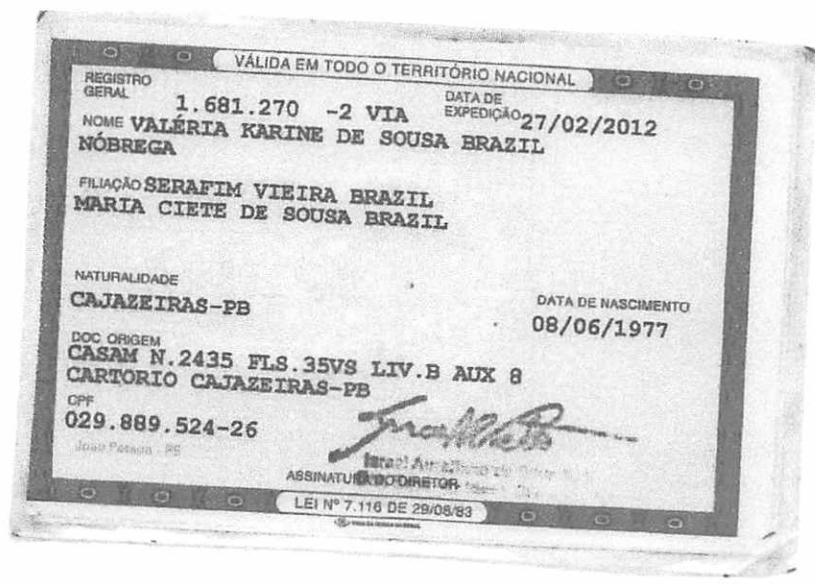 VÁLIDA EM TODO O TERRITÓRIO NACIONAL
REGISTRO GERAL 1.681.270 -2 VIA DATA DE EXPEDIÇÃO 27/02/2012
NOME VALÉRIA KARINE DE SOUSA BRAZIL
NÓBREGA
FILIAÇÃO SERAFIM VIEIRA BRAZIL
MARIA CIETE DE SOUSA BRAZIL
NATURALIDADE
CAJAZEIRAS-PB
DATA DE NASCIMENTO
08/06/1977
DOC ORIGEM
CASAM N.2435 FLS.35VS LIV.B AUX 8
CARTORIO CAJAZEIRAS-PB
CPF
029.889.524-26
João Pessoa - PB
Israel
ASSINATURA DO DIRETOR
LEI Nº 7.116 DE 29/08/83